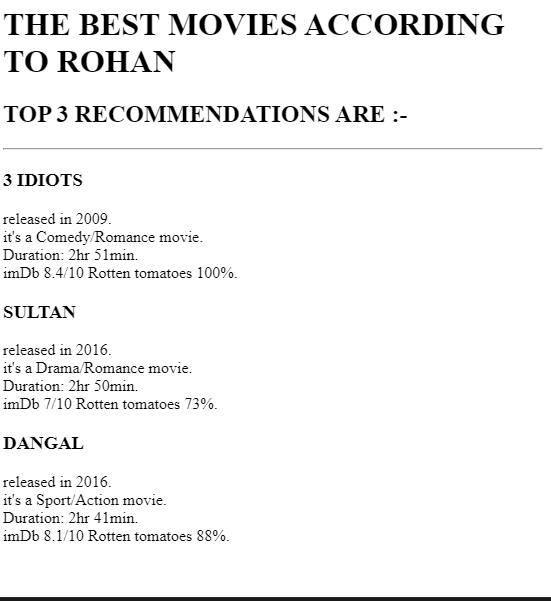 THE BEST MOVIES ACCORDING
TO ROHAN
TOP 3 RECOMMENDATIONS ARE :-
3 IDIOTS
released in 2009.
it's a Comedy/Romance movie.
Duration: 2hr 51min.
imDb 8.4/10 Rotten tomatoes 100%.
SULTAN
released in 2016.
it's a Drama/Romance movie.
Duration: 2hr 50min.
imDb 7/10 Rotten tomatoes 73%.
DANGAL
released in 2016.
it's a Sport/Action movie.
Duration: 2hr 41min.
imDb 8.1/10 Rotten tomatoes 88%.